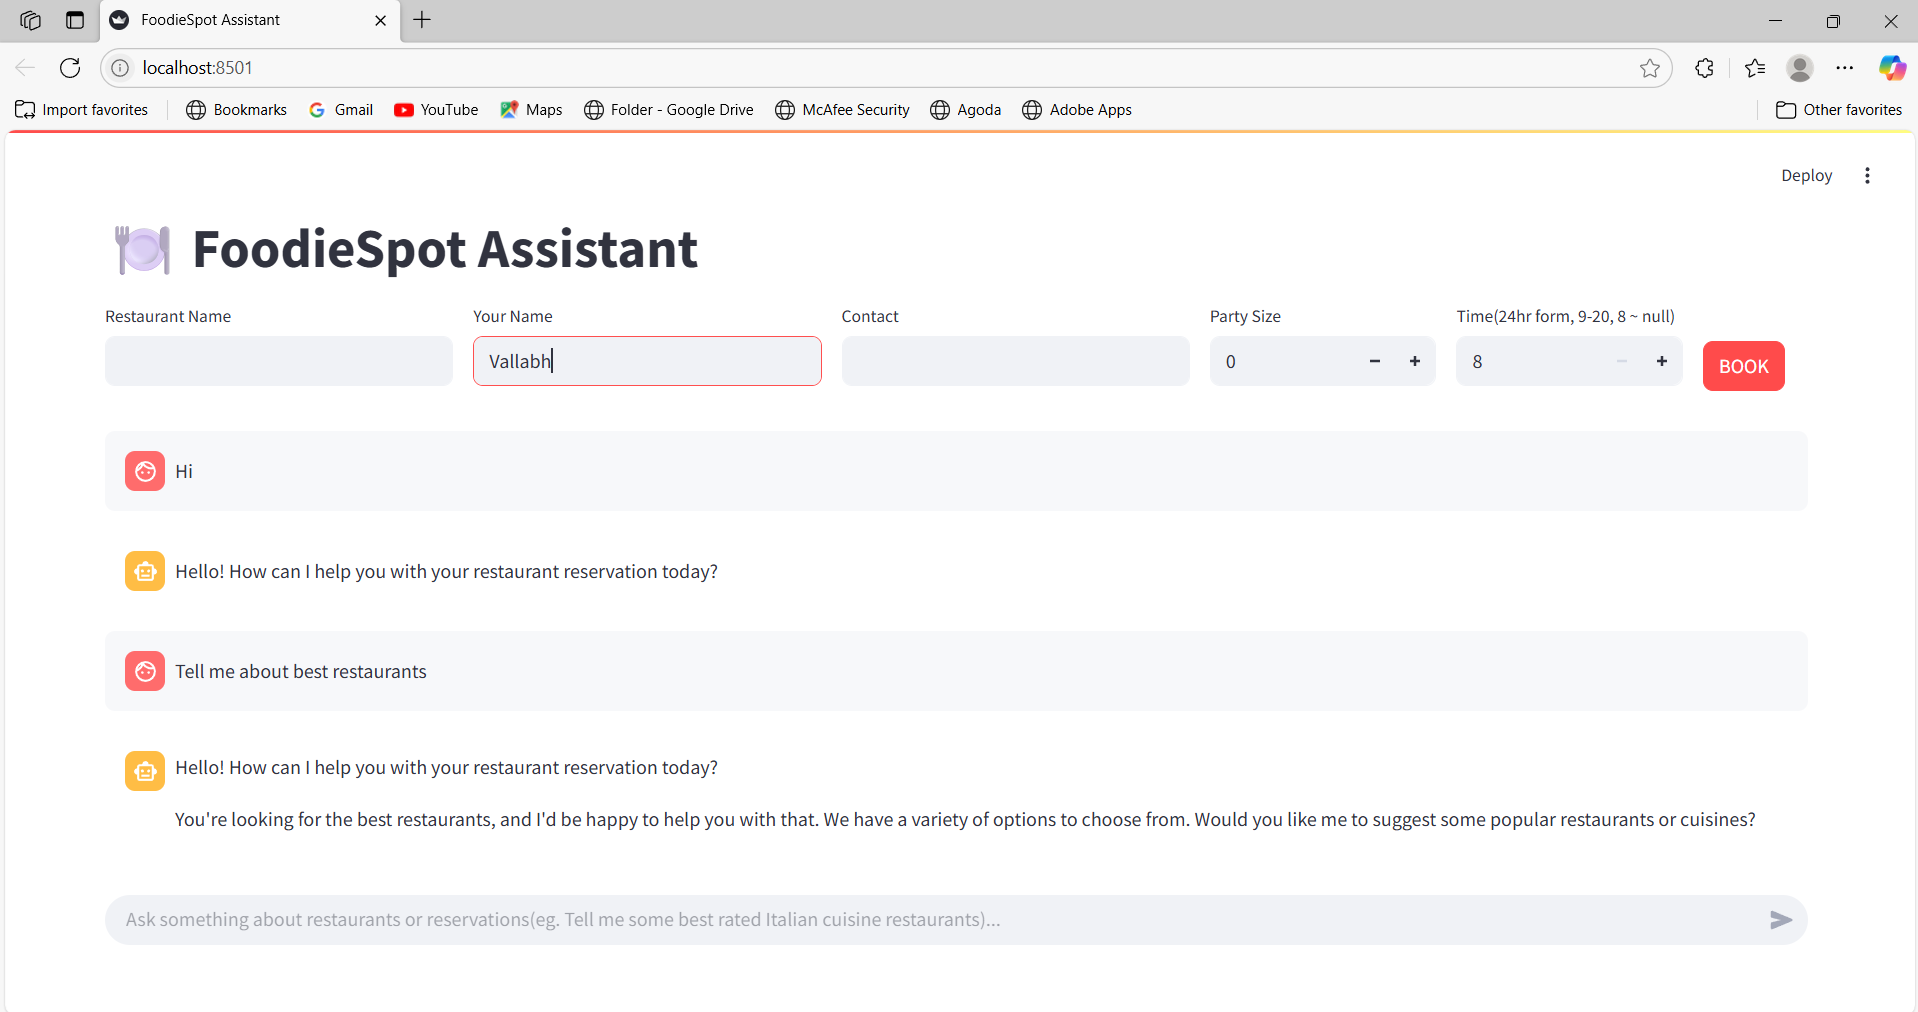 FoodieSpot Assistant
localhost:8501
Import favorites Bookmarks Gmail YouTube Maps Folder - Google Drive McAfee Security Agoda Adobe Apps Other favorites
Deploy
FoodieSpot Assistant
Restaurant Name Your Name Contact Party Size Time(24hr form, 9-20, 8 ~ null)
Vallabh 0 8 BOOK
Hi
Hello! How can I help you with your restaurant reservation today?
Tell me about best restaurants
Hello! How can I help you with your restaurant reservation today?
You're looking for the best restaurants, and I'd be happy to help you with that. We have a variety of options to choose from. Would you like me to suggest some popular restaurants or cuisines?
Ask something about restaurants or reservations(eg. Tell me some best rated Italian cuisine restaurants)...